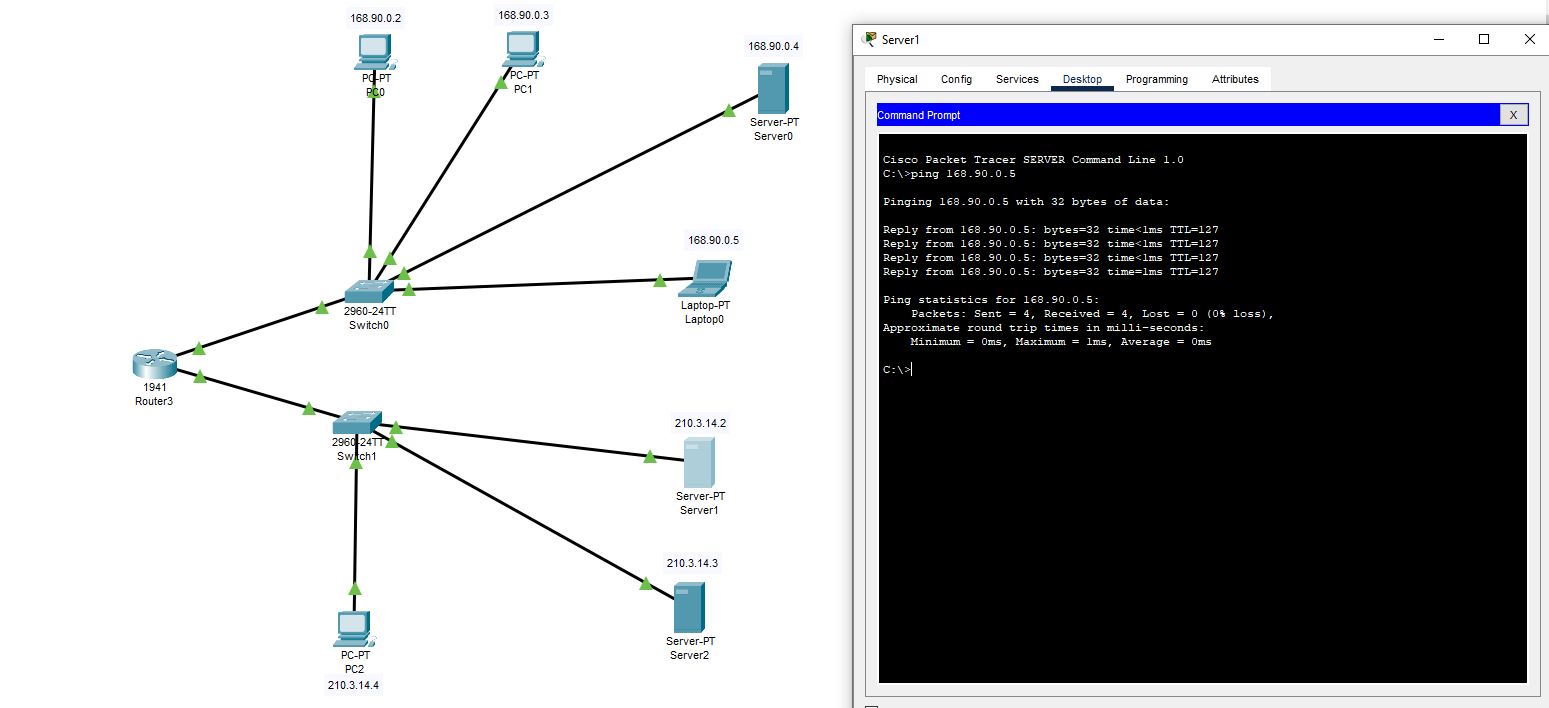 168.90.0.2
PC-PT
PC0
168.90.0.3
PC-PT
PC1
168.90.0.4
Server-PT
Server0
168.90.0.5
Laptop-PT
Laptop0
2960-24TT
Switch0
1941
Router3
2960-24TT
Switch1
210.3.14.2
Server-PT
Server1
210.3.14.3
Server-PT
Server2
PC-PT
PC2
210.3.14.4
Server1
Physical Config Services Desktop Programming Attributes
Command Prompt X
Cisco Packet Tracer SERVER Command Line 1.0
C:\>ping 168.90.0.5
Pinging 168.90.0.5 with 32 bytes of data:
Reply from 168.90.0.5: bytes=32 time<1ms TTL=127
Reply from 168.90.0.5: bytes=32 time<1ms TTL=127
Reply from 168.90.0.5: bytes=32 time<1ms TTL=127
Reply from 168.90.0.5: bytes=32 time=1ms TTL=127
Ping statistics for 168.90.0.5:
Packets: Sent = 4, Received = 4, Lost = 0 (0% loss),
Approximate round trip times in milli-seconds:
Minimum = 0ms, Maximum = 1ms, Average = 0ms
C:\>